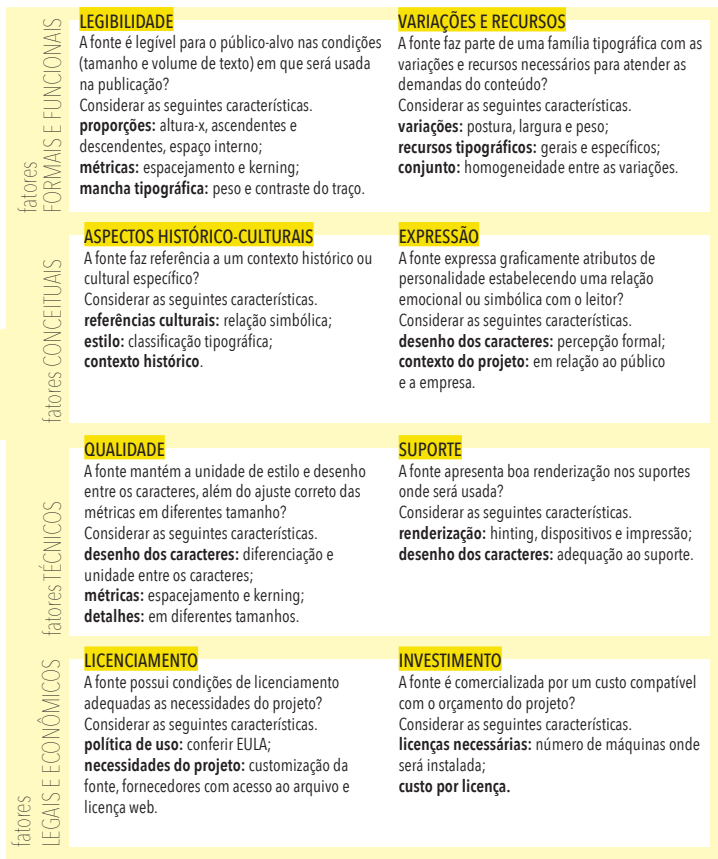 fatores
FORMAIS E FUNCIONAIS
LEGIBILIDADE
A fonte é legível para o público-alvo nas condições
(tamanho e volume de texto) em que será usada
na publicação?
Considerar as seguintes características.
proporções: altura-x, ascendentes e
descendentes, espaço interno;
métricas: espacejamento e kerning;
mancha tipográfica: peso e contraste do traço.
VARIAÇÕES E RECURSOS
A fonte faz parte de uma família tipográfica com as
variações e recursos necessários para atender as
demandas do conteúdo?
Considerar as seguintes características.
variações: postura, largura e peso;
recursos tipográficos: gerais e específicos;
conjunto: homogeneidade entre as variações.
fatores CONCEITUAIS
ASPECTOS HISTÓRICO-CULTURAIS
A fonte faz referência a um contexto histórico ou
cultural específico?
Considerar as seguintes características.
referências culturais: relação simbólica;
estilo: classificação tipográfica;
contexto histórico.
EXPRESSÃO
A fonte expressa graficamente atributos de
personalidade estabelecendo uma relação
emocional ou simbólica com o leitor?
Considerar as seguintes características.
desenho dos caracteres: percepção formal;
contexto do projeto: em relação ao público
e a empresa.
fatores TÉCNICOS
QUALIDADE
A fonte mantém a unidade de estilo e desenho
entre os caracteres, além do ajuste correto das
métricas em diferentes tamanho?
Considerar as seguintes características.
desenho dos caracteres: diferenciação e
unidade entre os caracteres;
métricas: espacejamento e kerning;
detalhes: em diferentes tamanhos.
SUPORTE
A fonte apresenta boa renderização nos suportes
onde será usada?
Considerar as seguintes características.
renderização: hinting, dispositivos e impressão;
desenho dos caracteres: adequação ao suporte.
fatores
LEGAIS E ECONÔMICOS
LICENCIAMENTO
A fonte possui condições de licenciamento
adequadas as necessidades do projeto?
Considerar as seguintes características.
política de uso: conferir EULA;
necessidades do projeto: customização da
fonte, fornecedores com acesso ao arquivo e
licença web.
INVESTIMENTO
A fonte é comercializada por um custo compatível
com o orçamento do projeto?
Considerar as seguintes características.
licenças necessárias: número de máquinas onde
será instalada;
custo por licença.